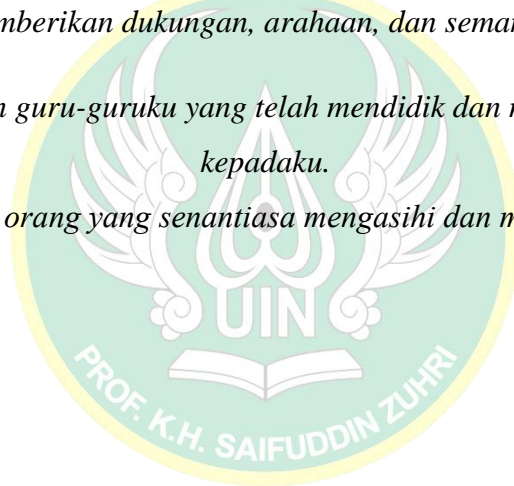 mberikan dukungan, arahaan, dan semar
n guru-guruku yang telah mendidik dan m
kepadaku.
orang yang senantiasa mengasihi dan m
UIN
PROF. K.H. SAIFUDDIN ZUHRI